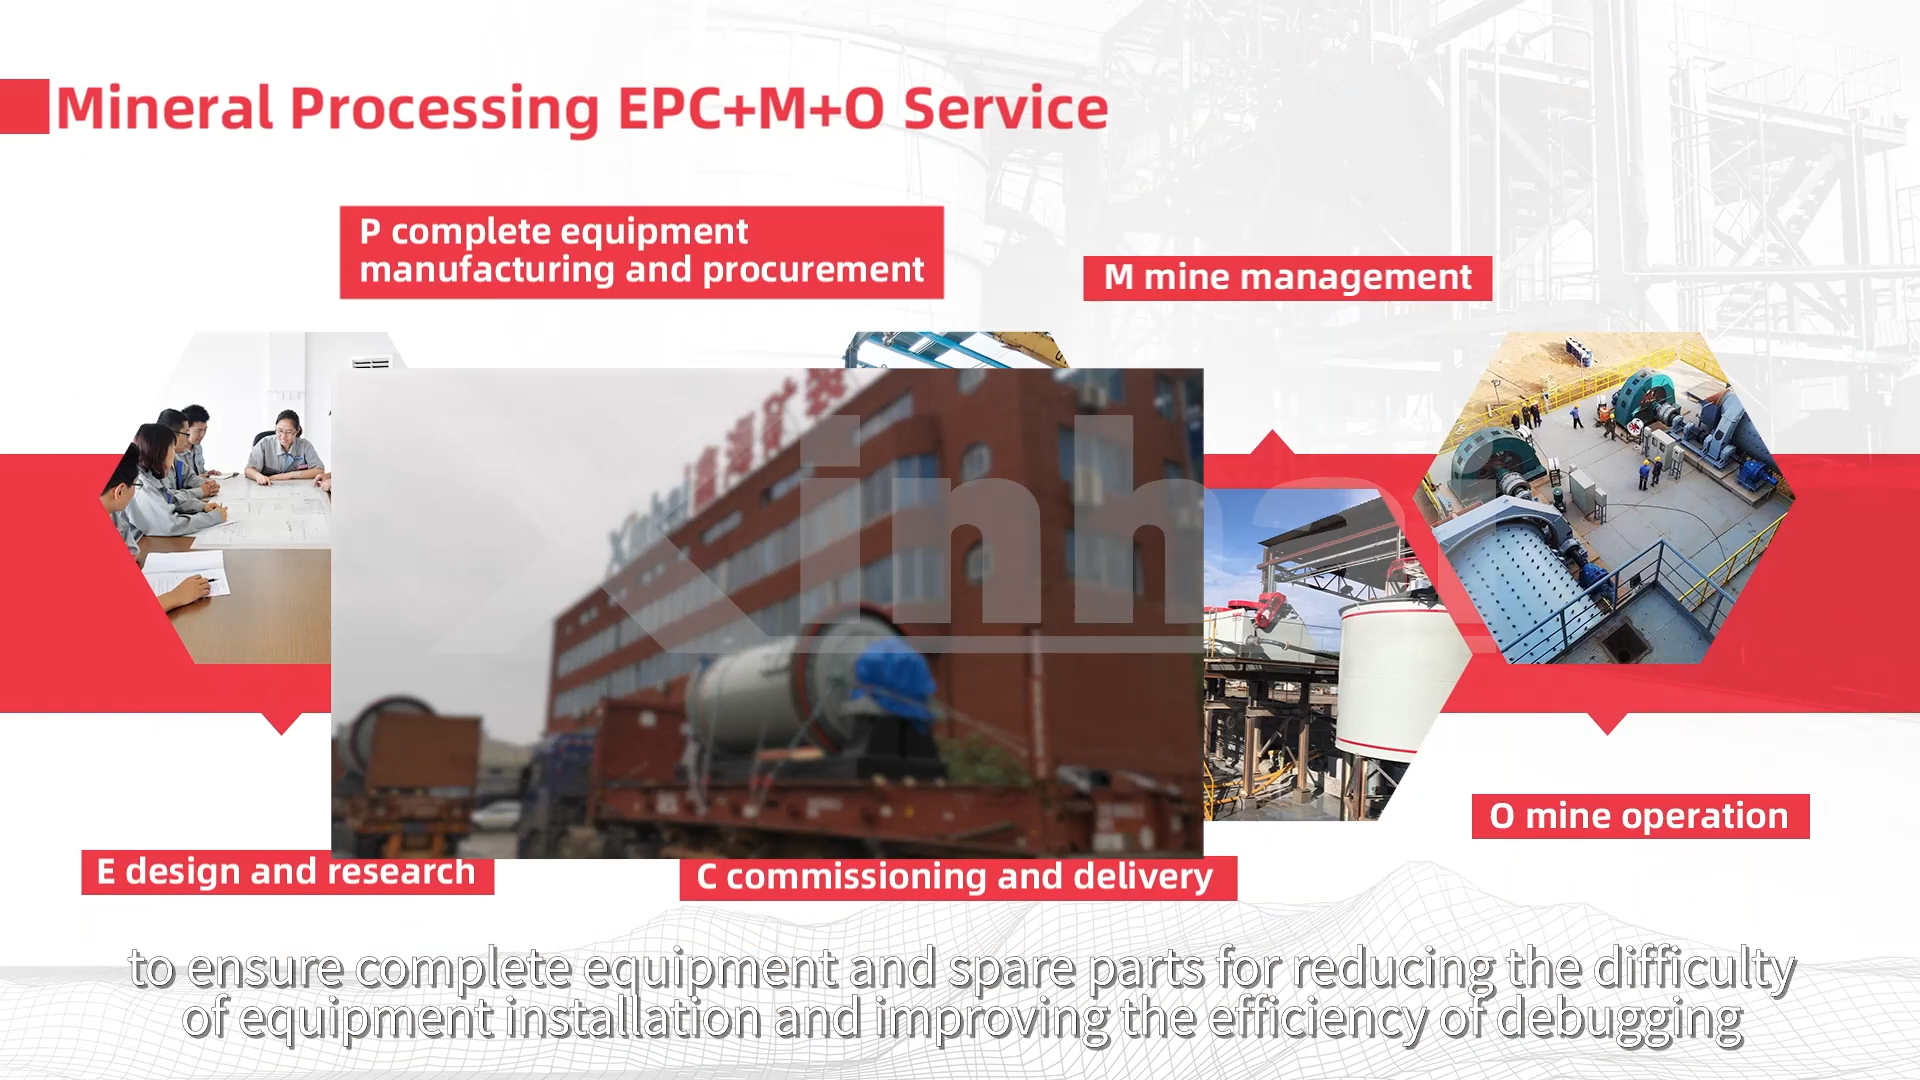 Mineral Processing EPC+M+O Service
P complete equipment
manufacturing and procurement
M mine management
Xinhai
O mine operation
E design and research
C commissioning and delivery
to ensure complete equipment and spare parts for reducing the difficulty
of equipment installation and improving the efficiency of debugging